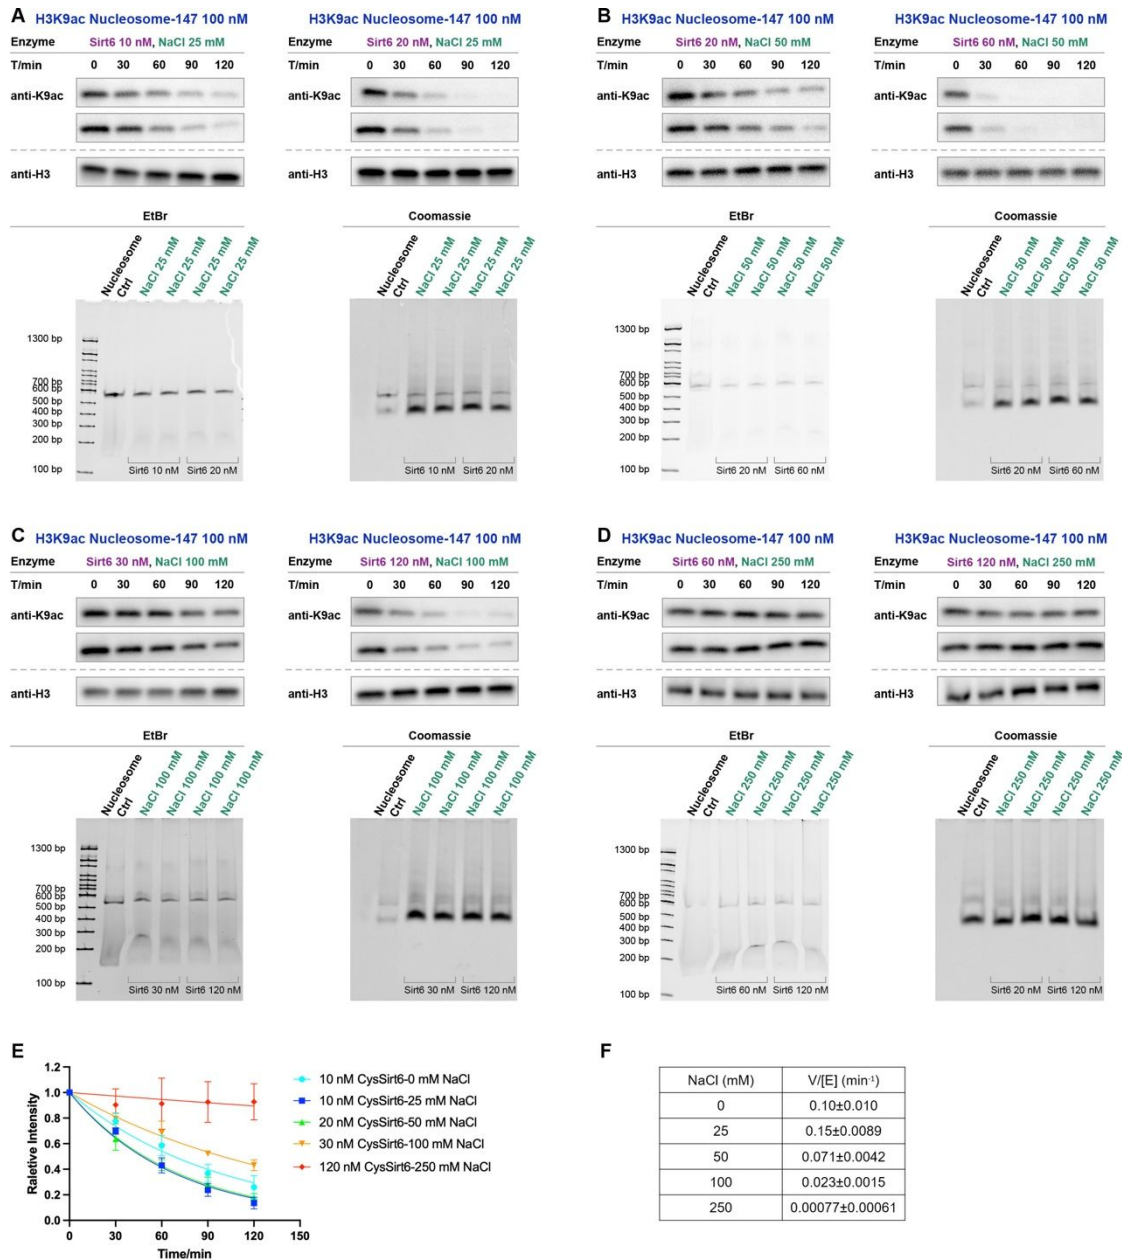 A
H3K9ac Nucleosome-147 100 nM
Enzyme Sirt6 10 nM, NaCl 25 mM
T/min 0 30 60 90 120
anti-K9ac
anti-H3
H3K9ac Nucleosome-147 100 nM
Sirt6 20 nM, NaCl 25 mM
0 30 60 90 120
EtBr
Nucleosome
Ctrl
NaCl 25 mM
NaCl 25 mM
NaCl 25 mM
NaCl 25 mM
1300 bp
700 bp
600 bp
500 bp
400 bp
300 bp
200 bp
100 bp
Sirt6 10 nM Sirt6 20 nM
Coomassie
Nucleosome
Ctrl
NaCl 25 mM
NaCl 25 mM
NaCl 25 mM
NaCl 25 mM
Sirt6 10 nM Sirt6 20 nM
B
H3K9ac Nucleosome-147 100 nM
Enzyme Sirt6 20 nM, NaCl 50 mM
T/min 0 30 60 90 120
anti-K9ac
anti-H3
H3K9ac Nucleosome-147 100 nM
Sirt6 60 nM, NaCl 50 mM
0 30 60 90 120
EtBr
Nucleosome
Ctrl
NaCl 50 mM
NaCl 50 mM
NaCl 50 mM
NaCl 50 mM
1300 bp
700 bp
600 bp
500 bp
400 bp
300 bp
200 bp
100 bp
Sirt6 20 nM Sirt6 60 nM
Coomassie
Nucleosome
Ctrl
NaCl 50 mM
NaCl 50 mM
NaCl 50 mM
NaCl 50 mM
Sirt6 20 nM Sirt6 60 nM
C
H3K9ac Nucleosome-147 100 nM
Enzyme Sirt6 30 nM, NaCl 100 mM
T/min 0 30 60 90 120
anti-K9ac
anti-H3
H3K9ac Nucleosome-147 100 nM
Sirt6 120 nM, NaCl 100 mM
0 30 60 90 120
EtBr
Nucleosome
Ctrl
NaCl 100 mM
NaCl 100 mM
NaCl 100 mM
NaCl 100 mM
1300 bp
700 bp
600 bp
500 bp
400 bp
300 bp
200 bp
100 bp
Sirt6 30 nM Sirt6 120 nM
Coomassie
Nucleosome
Ctrl
NaCl 100 mM
NaCl 100 mM
NaCl 100 mM
NaCl 100 mM
Sirt6 30 nM Sirt6 120 nM
D
H3K9ac Nucleosome-147 100 nM
Enzyme Sirt6 60 nM, NaCl 250 mM
T/min 0 30 60 90 120
anti-K9ac
anti-H3
H3K9ac Nucleosome-147 100 nM
Sirt6 120 nM, NaCl 250 mM
0 30 60 90 120
EtBr
Nucleosome
Ctrl
NaCl 250 mM
NaCl 250 mM
NaCl 250 mM
NaCl 250 mM
1300 bp
700 bp
600 bp
500 bp
400 bp
300 bp
200 bp
100 bp
Sirt6 60 nM Sirt6 120 nM
Coomassie
Nucleosome
Ctrl
NaCl 250 mM
NaCl 250 mM
NaCl 250 mM
NaCl 250 mM
Sirt6 20 nM Sirt6 120 nM
E
Raletive Intensity
1.2
1.0
0.8
0.6
0.4
0.2
0.0
0 30 60 90 120 150
Time/min
10 nM CysSirt6-0 mM NaCl
10 nM CysSirt6-25 mM NaCl
20 nM CysSirt6-50 mM NaCl
30 nM CysSirt6-100 mM NaCl
120 nM CysSirt6-250 mM NaCl
F
NaCl (mM) V/[E] (min⁻¹)
0 0.10±0.010
25 0.15±0.0089
50 0.071±0.0042
100 0.023±0.0015
250 0.00077±0.00061